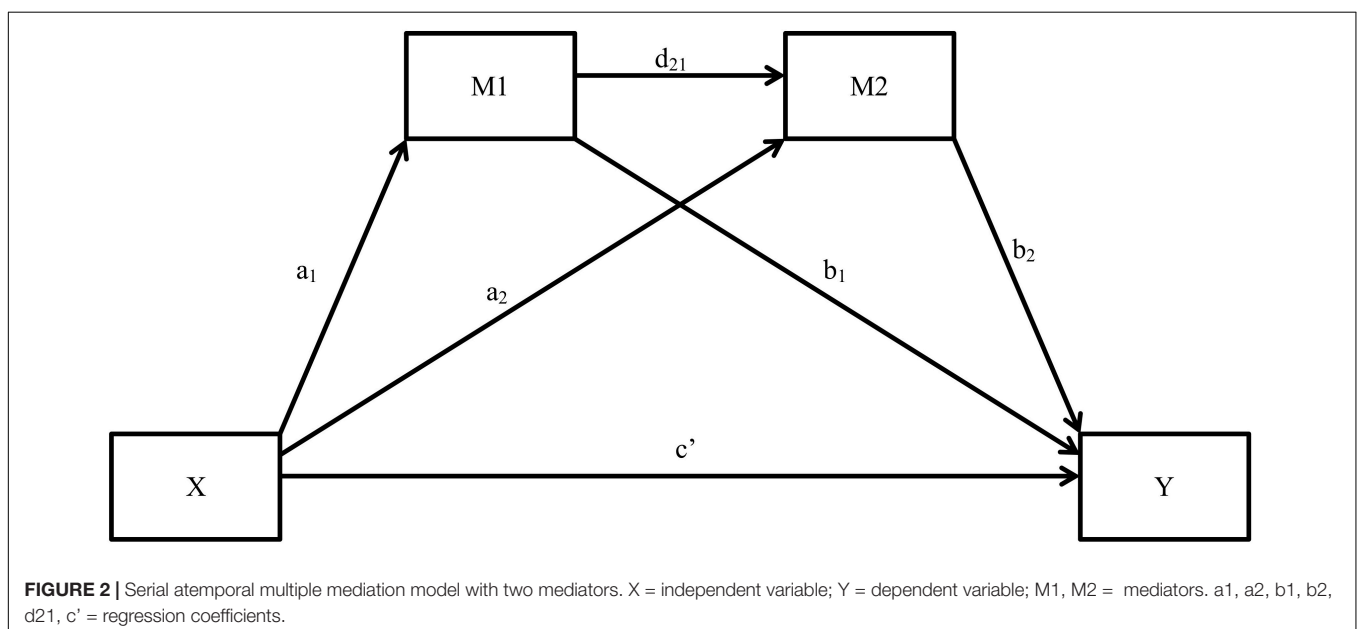 M1
d₂₁
M2
a₁
a₂
b₁
b₂
c’
X
Y
FIGURE 2 | Serial atemporal multiple mediation model with two mediators. X = independent variable; Y = dependent variable; M1, M2 = mediators. a1, a2, b1, b2,
d21, c’ = regression coefficients.